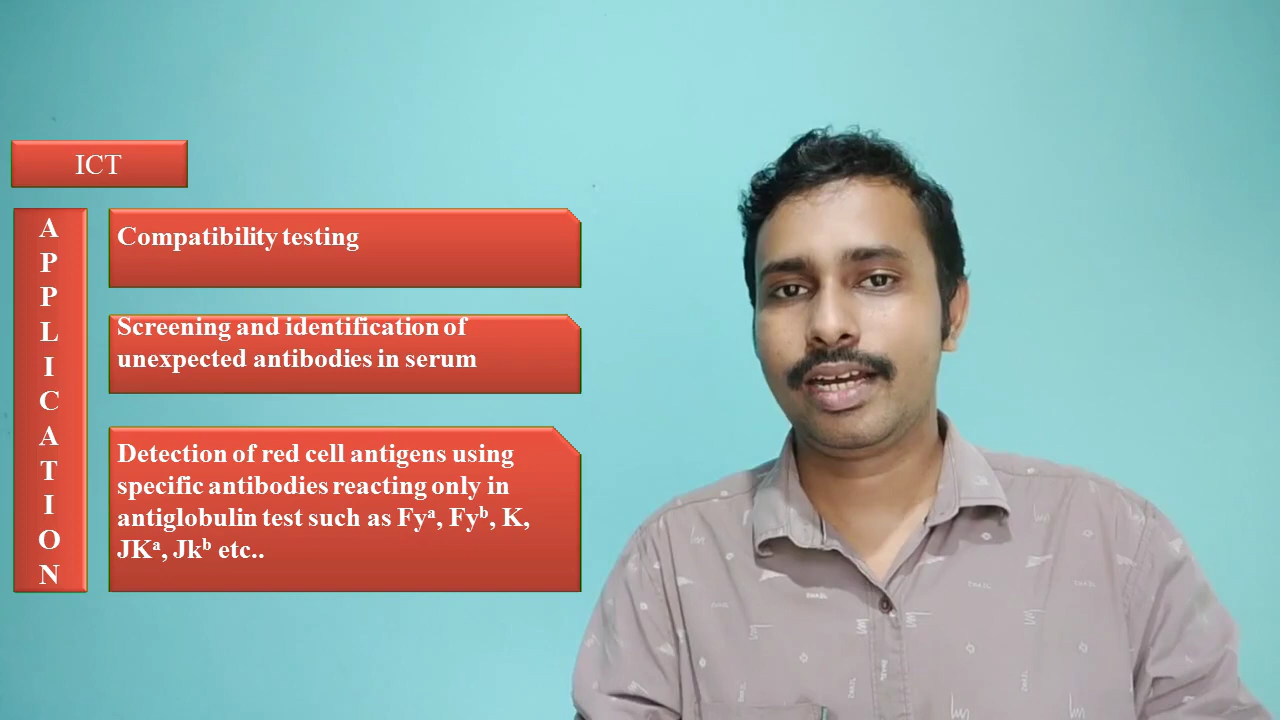 ICT
APPLICATION
Compatibility testing
Screening and identification of
unexpected antibodies in serum
Detection of red cell antigens using
specific antibodies reacting only in
antiglobulin test such as Fyᵃ, Fyᵇ, K,
JKᵃ, Jkᵇ etc..